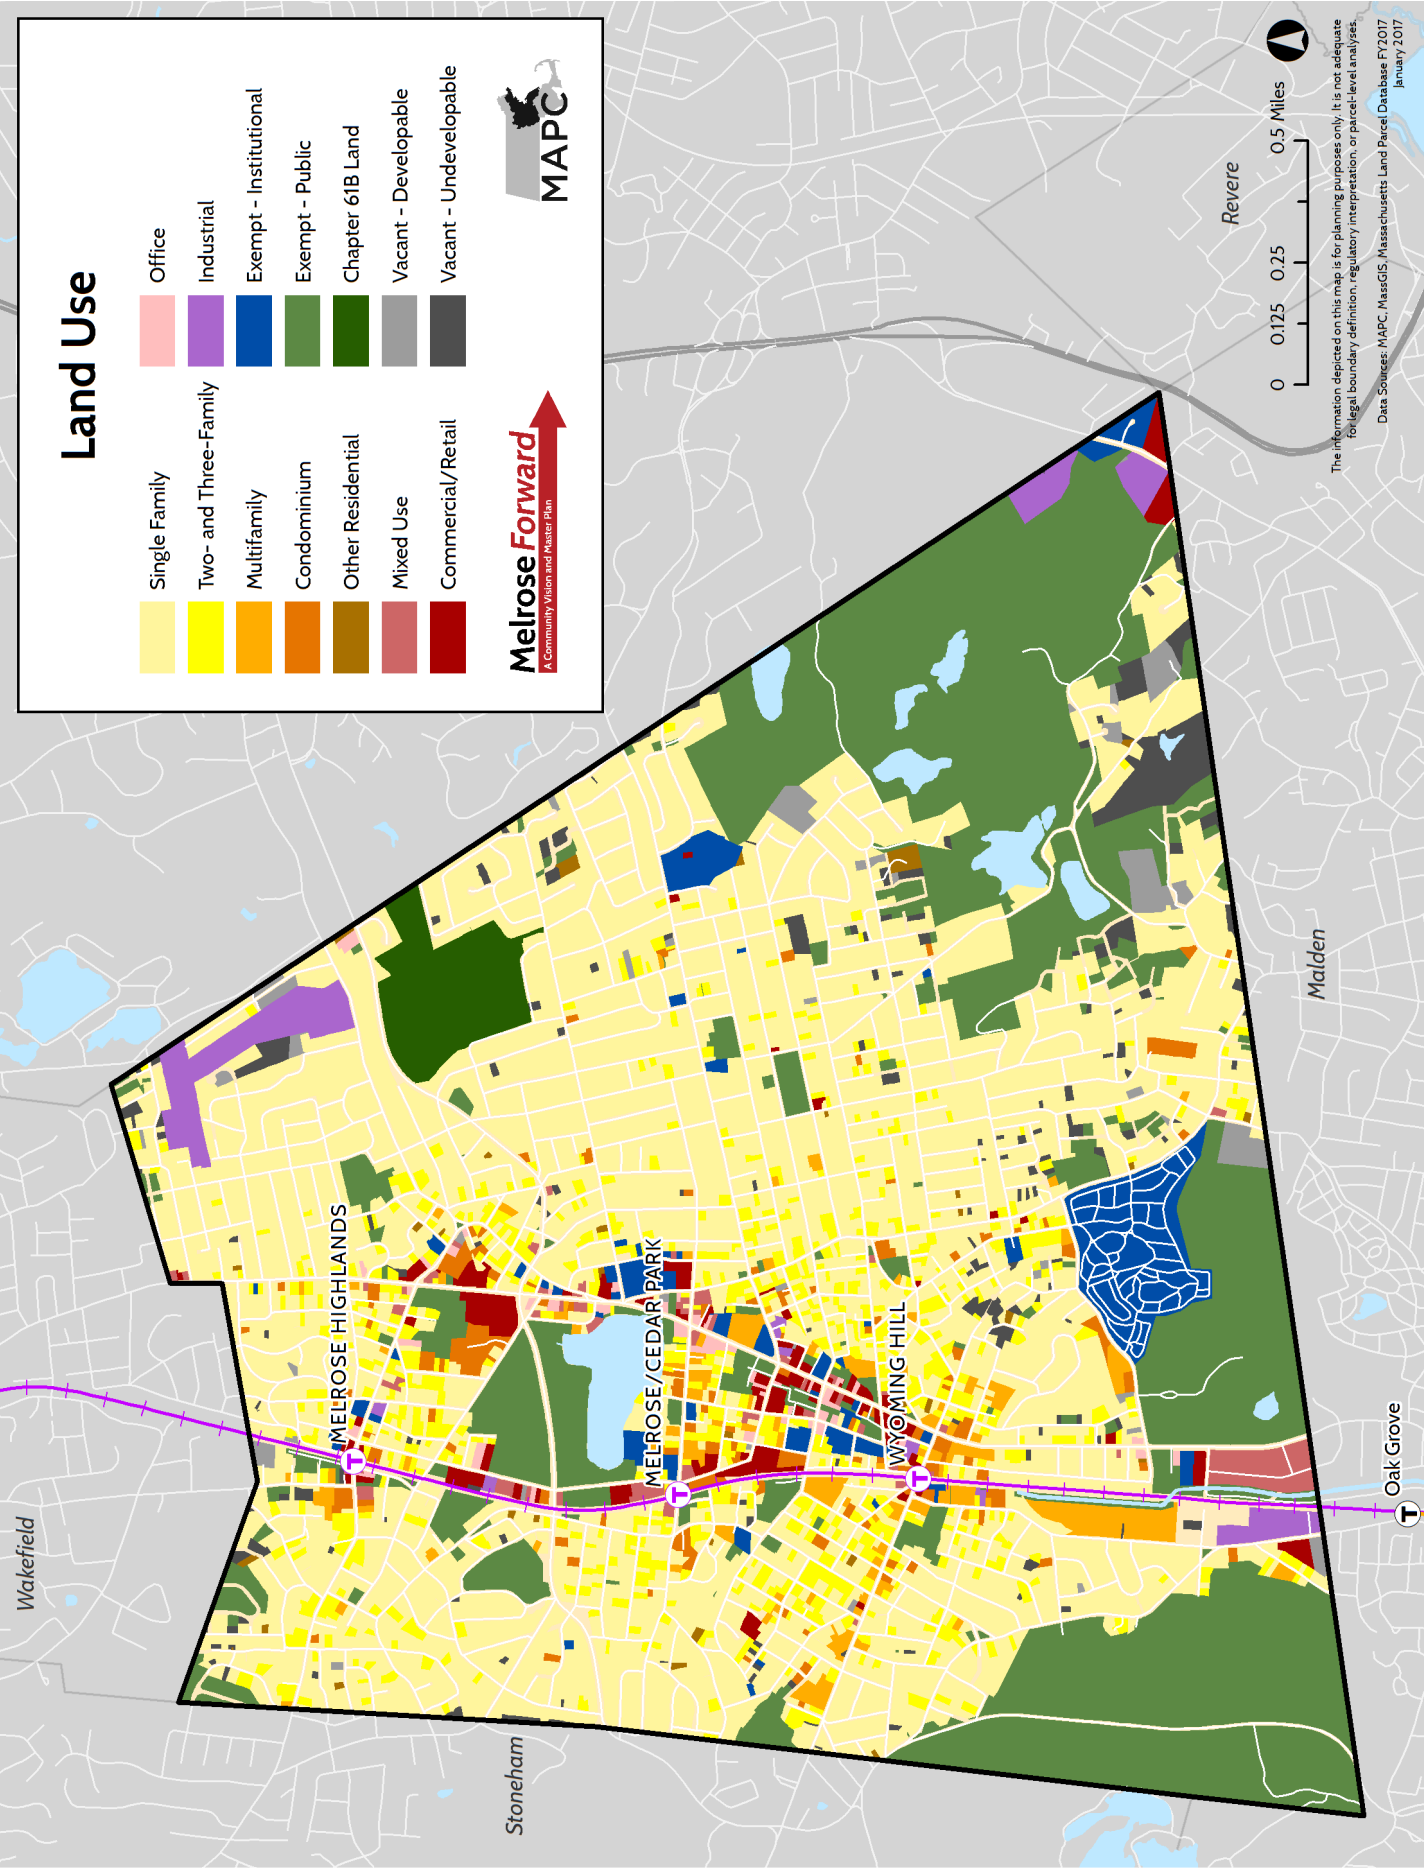 Land Use
Single Family
Two- and Three-Family
Multifamily
Condominium
Other Residential
Mixed Use
Commercial/Retail
Office
Industrial
Exempt - Institutional
Exempt - Public
Chapter 61B Land
Vacant - Developable
Vacant - Undevelopable
Melrose Forward
A Community Vision and Master Plan
MAPC
Wakefield
Stoneham
MELROSE HIGHLANDS
T
MELROSE/CEDAR PARK
T
WYOMING HILL
T
Oak Grove
T
Malden
Revere
0 0.125 0.25 0.5 Miles
The information depicted on this map is for planning purposes only. It is not adequate
for legal boundary definition, regulatory interpretation, or parcel-level analyses.
Data Sources: MAPC, MassGIS, Massachusetts Land Parcel Database FY2017
January 2017